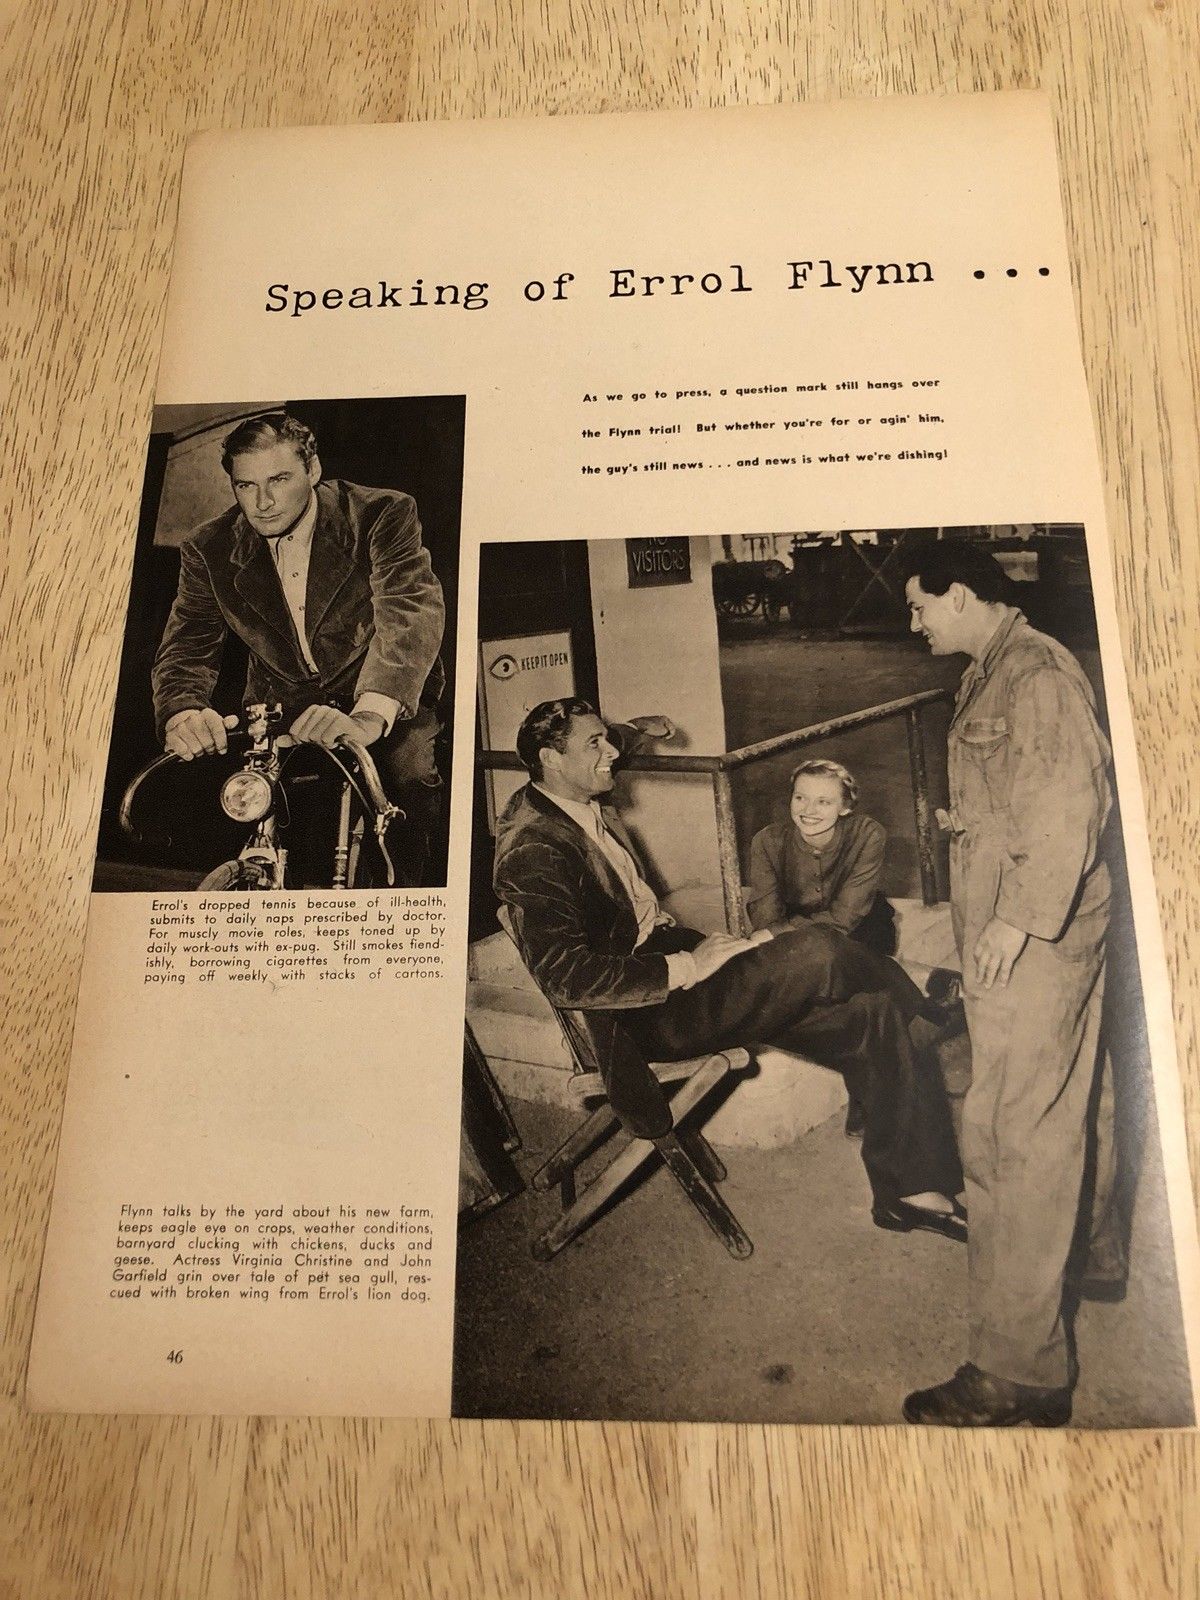 Speaking of Errol Flynn ...
As we go to press, a question mark still hangs over
the Flynn trial! But whether you're for or agin' him,
the guy's still news . . . and news is what we're dishing!
NO
VISITORS
KEEP IT OPEN
Errol's dropped tennis because of ill-health,
submits to daily naps prescribed by doctor.
For muscly movie roles, keeps toned up by
daily work-outs with ex-pug. Still smokes fiend-
ishly, borrowing cigarettes from everyone,
paying off weekly with stacks of cartons.
Flynn talks by the yard about his new farm,
keeps eagle eye on crops, weather conditions,
barnyard clucking with chickens, ducks and
geese. Actress Virginia Christine and John
Garfield grin over tale of pet sea gull, res-
cued with broken wing from Errol's lion dog.
46